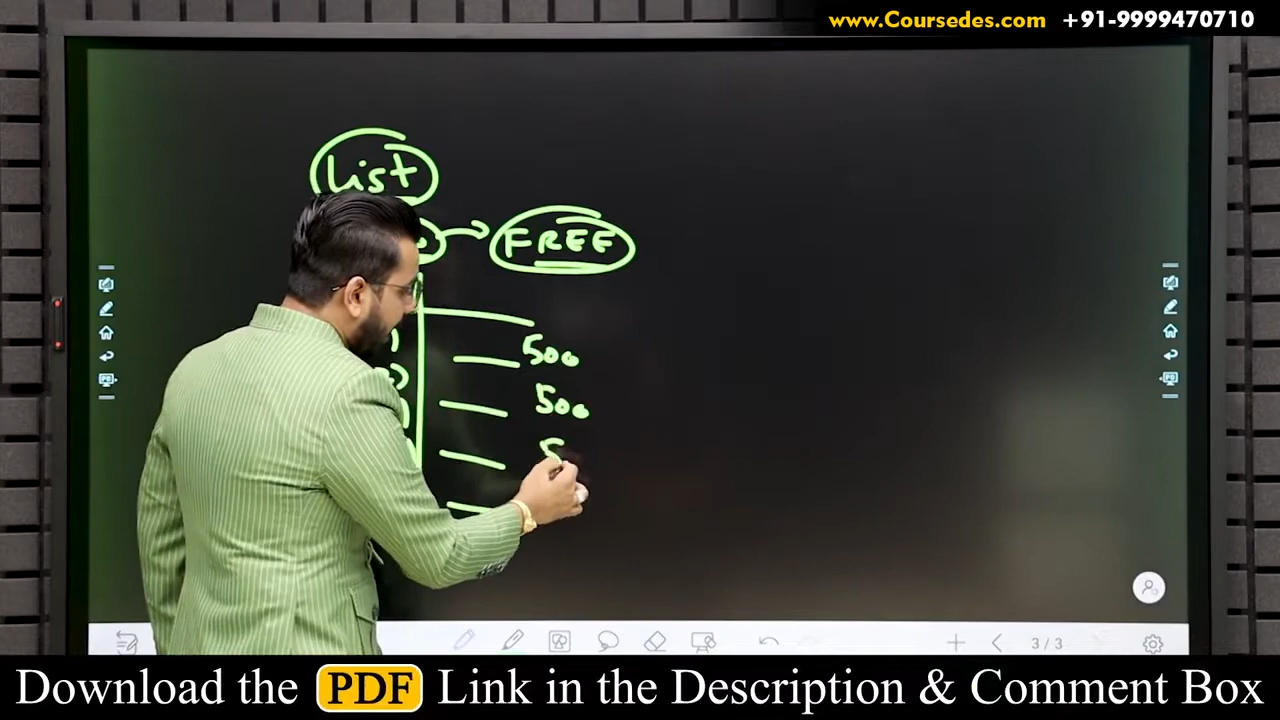 www.Coursedes.com +91-9999470710
List
FREE
500
500
5
3/3
Download the PDF Link in the Description & Comment Box